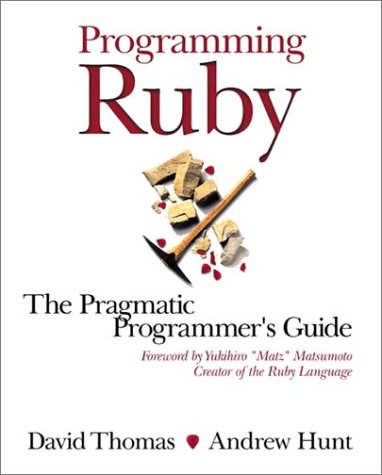 Programming
Ruby
The Pragmatic
Programmer's Guide
Foreword by Yukihiro "Matz" Matsumoto
Creator of the Ruby Language
David Thomas Andrew Hunt